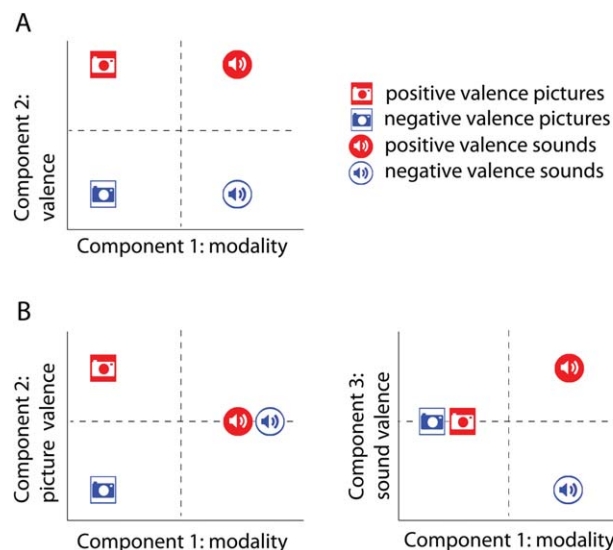 A
Component 2:
valence
Component 1: modality
positive valence pictures
negative valence pictures
positive valence sounds
negative valence sounds
B
Component 2:
picture valence
Component 1: modality
Component 3:
sound valence
Component 1: modality